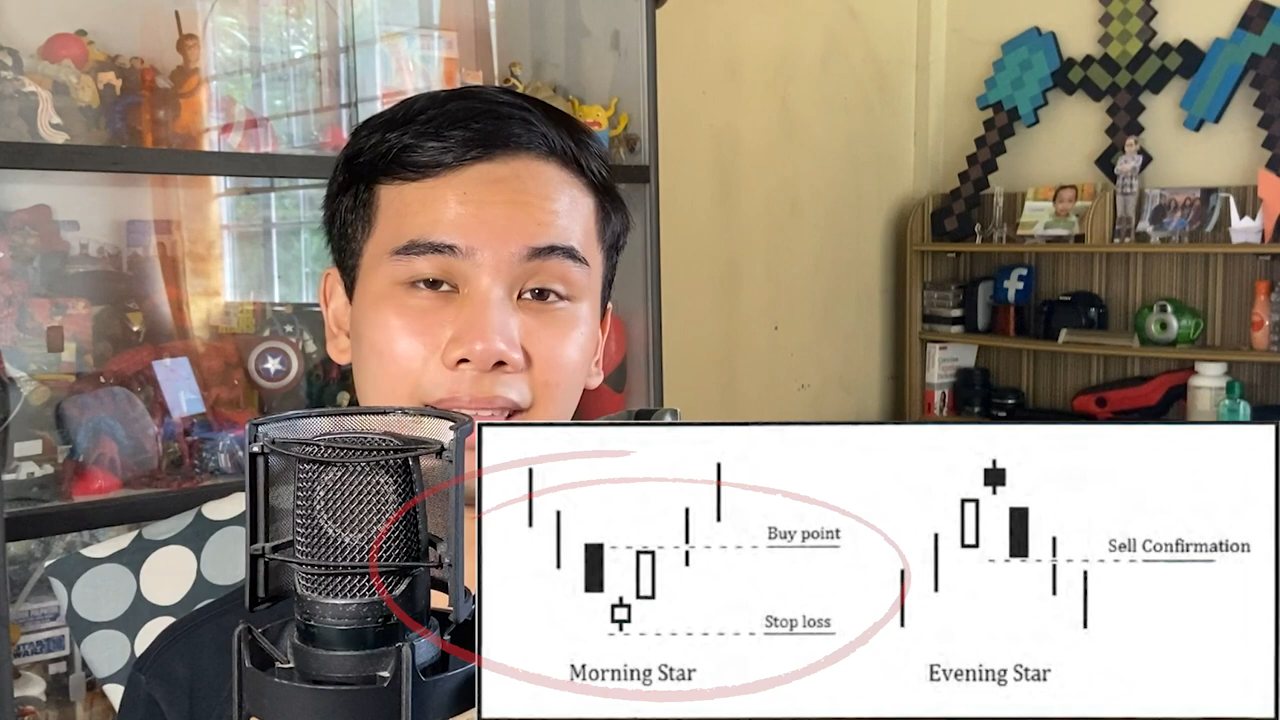 Buy point
Stop loss
Morning Star
Sell Confirmation
Evening Star